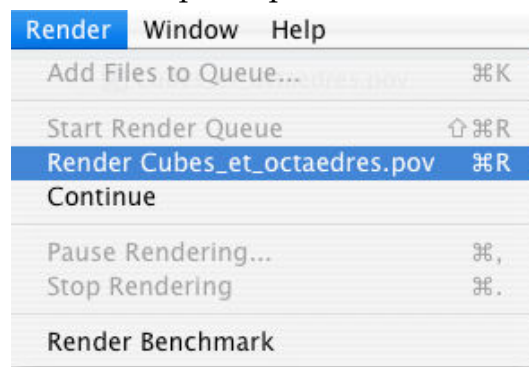 Render Window Help
Add Files to Queue... ⌘K
Start Render Queue ⇧⌘R
Render Cubes_et_octaedres.pov ⌘R
Continue
Pause Rendering... ⌘,
Stop Rendering ⌘.
Render Benchmark